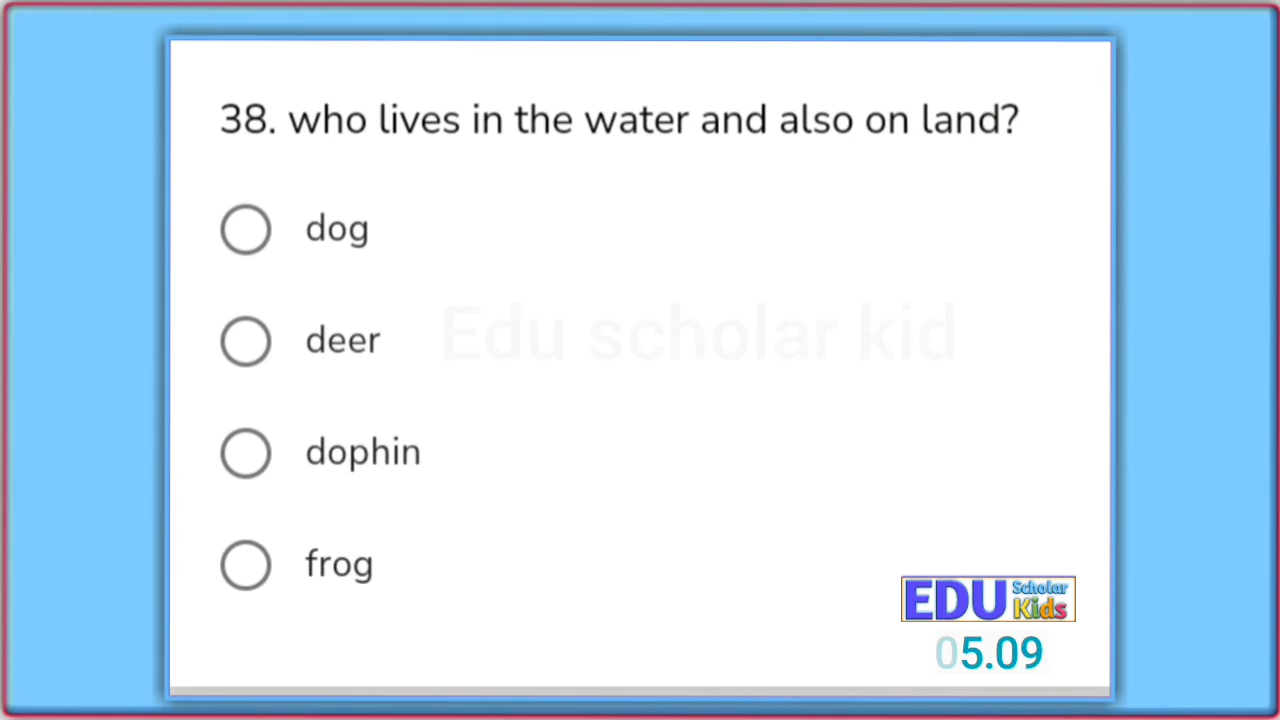 38. who lives in the water and also on land?
dog
deer
Edu scholar kid
dophin
frog
EDU Scholar Kids
05.09